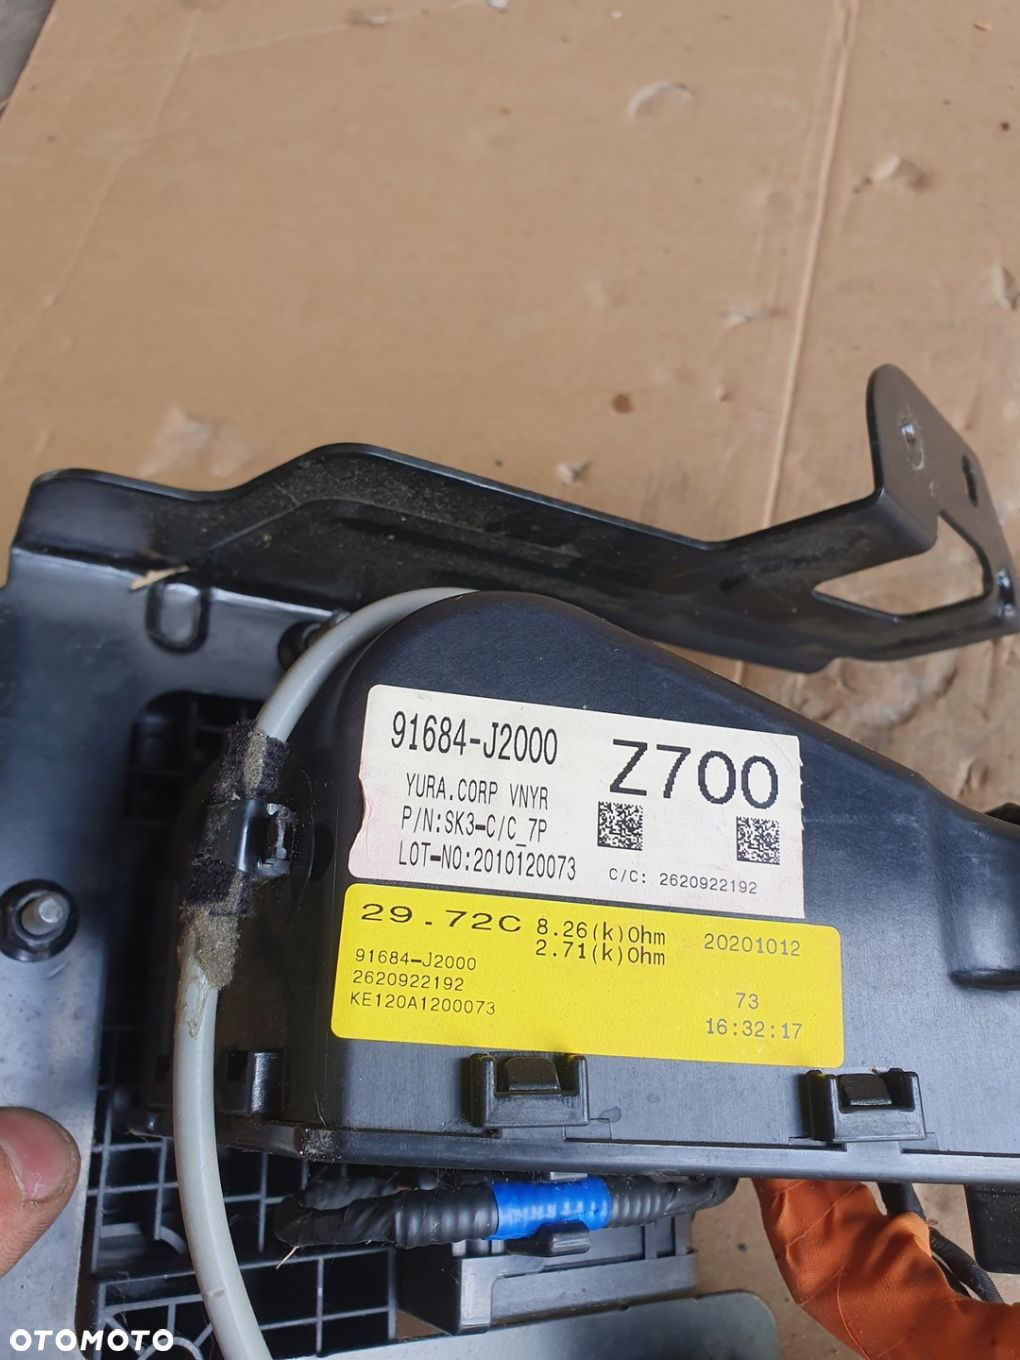 91684-J2000
Z700
YURA.CORP VNYR
P/N:SK3-C/C_7P
LOT-NO:2010120073
C/C: 2620922192
29.72C 8.26(k)Ohm 20201012
2.71(k)Ohm
91684-J2000
2620922192
KE120A1200073
73
16:32:17
OTOMOTO